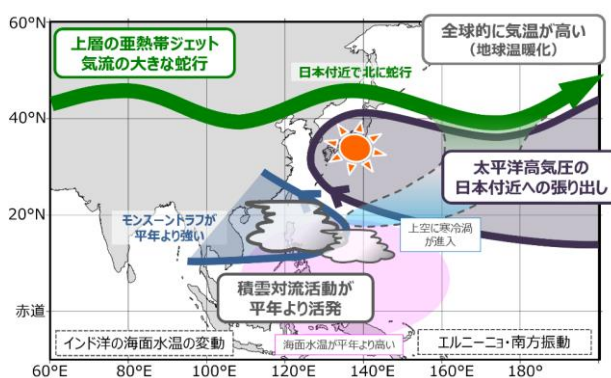 60°N
40°N
20°N
赤道
上層の亜熱帯ジェット
気流の大きな蛇行
日本付近で北に蛇行
全球的に気温が高い
（地球温暖化）
太平洋高気圧の
日本付近への張り出し
モンスーントラフが
平年より強い
上空に寒冷渦
が進入
積雲対流活動が
平年より活発
インド洋の海面水温の変動
海面水温が平年より高い
エルニーニョ・南方振動
60°E
80°E
100°E
120°E
140°E
160°E
180°